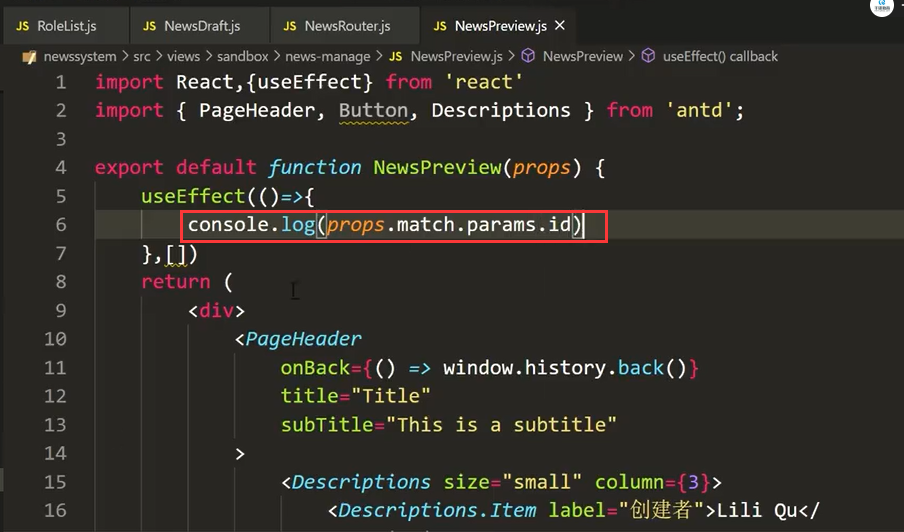 JS RoleList.js JS NewsDraft.js JS NewsRouter.js JS NewsPreview.js ×
newssystem > src > views > sandbox > news-manage > JS NewsPreview.js > NewsPreview > useEffect() callback
1 import React,{useEffect} from 'react'
2 import { PageHeader, Button, Descriptions } from 'antd';
3
4 export default function NewsPreview(props) {
5 useEffect(()=>{
6 console.log(props.match.params.id)
7 },[])
8 return (
9 <div>
10 <PageHeader
11 onBack={() => window.history.back()}
12 title="Title"
13 subTitle="This is a subtitle"
14 >
15 <Descriptions size="small" column={3}>
16 <Descriptions.Item label="创建者">Lili Qu</